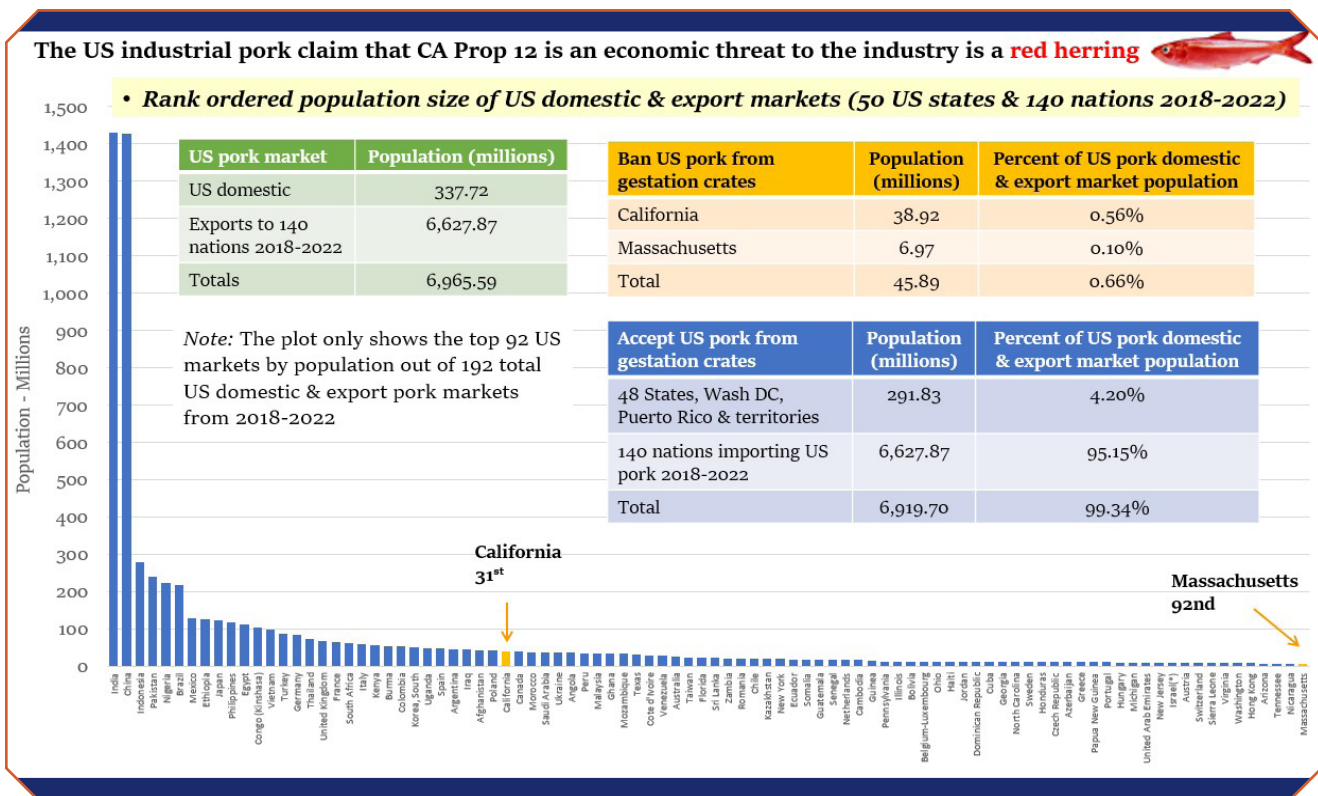 The US industrial pork claim that CA Prop 12 is an economic threat to the industry is a red herring
• Rank ordered population size of US domestic & export markets (50 US states & 140 nations 2018-2022)
Population - Millions
1,500
1,400
1,300
1,200
1,100
1,000
900
800
700
600
500
400
300
200
100
0
US pork market Population (millions)
US domestic 337.72
Exports to 140
nations 2018-2022 6,627.87
Totals 6,965.59
Note: The plot only shows the top 92 US
markets by population out of 192 total
US domestic & export pork markets
from 2018-2022
Ban US pork from
gestation crates
Population
(millions)
Percent of US pork domestic
& export market population
California 38.92 0.56%
Massachusetts 6.97 0.10%
Total 45.89 0.66%
Accept US pork from
gestation crates
Population
(millions)
Percent of US pork domestic
& export market population
48 States, Wash DC,
Puerto Rico & territories
291.83 4.20%
140 nations importing US
pork 2018-2022
6,627.87 95.15%
Total 6,919.70 99.34%
California
31st
Massachusetts
92nd
India
China
Indonesia
Pakistan
Nigeria
Brazil
Mexico
Ethiopia
Japan
Philippines
Egypt
Congo (Kinshasa)
Vietnam
Turkey
Germany
Thailand
United Kingdom
France
South Africa
Italy
Kenya
Burma
Colombia
Korea, South
Uganda
Spain
Argentina
Iraq
Afghanistan
Poland
California
Canada
Morocco
Saudi Arabia
Ukraine
Angola
Peru
Malaysia
Ghana
Mozambique
Texas
Cote d'Ivoire
Venezuela
Australia
Taiwan
Florida
Sri Lanka
Zambia
Romania
Chile
Kazakhstan
New York
Ecuador
Somalia
Guatemala
Senegal
Netherlands
Cambodia
Guinea
Pennsylvania
Illinois
Bolivia
Belgium-Luxembourg
Ohio
Haiti
Jordan
Dominican Republic
Cuba
Georgia
North Carolina
Sweden
Honduras
Czech Republic
Azerbaijan
Greece
Papua New Guinea
Portugal
Hungary
Michigan
United Arab Emirates
New Jersey
Israel(*)
Austria
Switzerland
Sierra Leone
Virginia
Washington
Hong Kong
Arizona
Tennessee
Nicaragua
Massachusetts